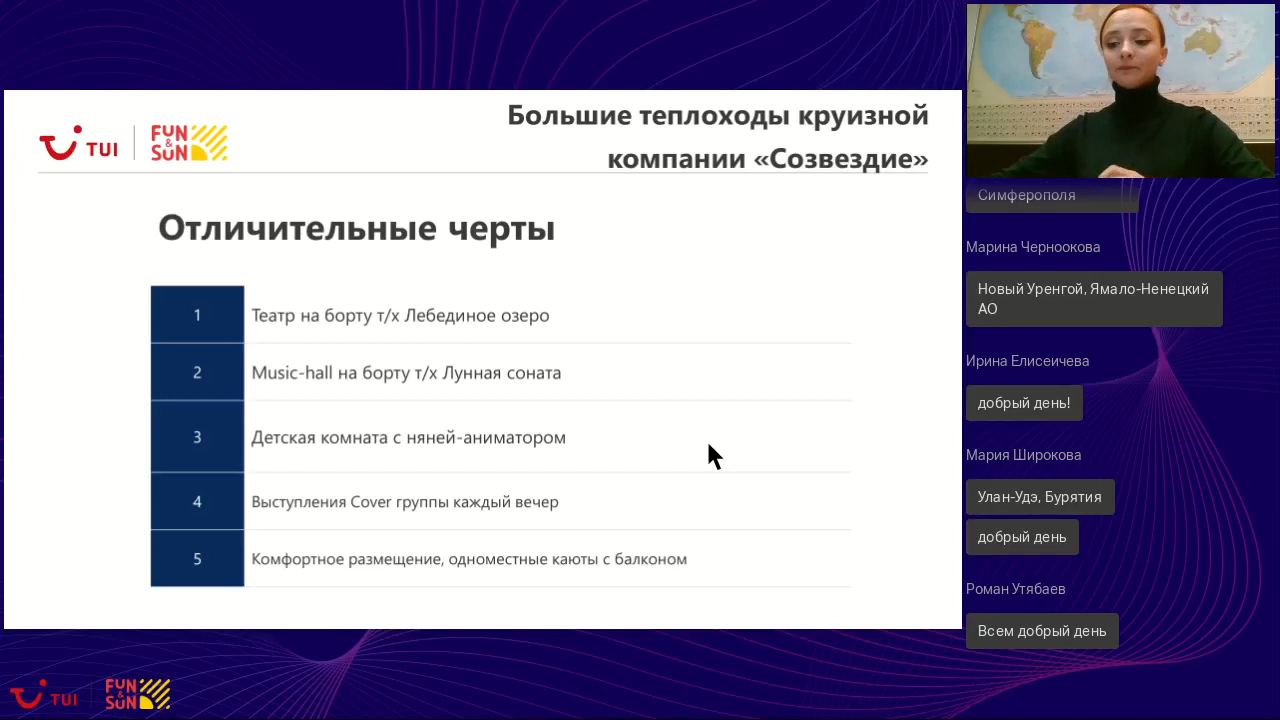 Большие теплоходы круизной
компании «Созвездие»
TUI
FUN
&
SUN
Отличительные черты
1
Театр на борту т/х Лебединое озеро
2
Music-hall на борту т/х Лунная соната
3
Детская комната с няней-аниматором
4
Выступления Cover группы каждый вечер
5
Комфортное размещение, одноместные каюты с балконом
Симферополя
Марина Черноокова
Новый Уренгой, Ямало-Ненецкий
АО
Ирина Елисеичева
добрый день!
Мария Широкова
Улан-Удэ, Бурятия
добрый день
Роман Утябаев
Всем добрый день
TUI
FUN
&
SUN